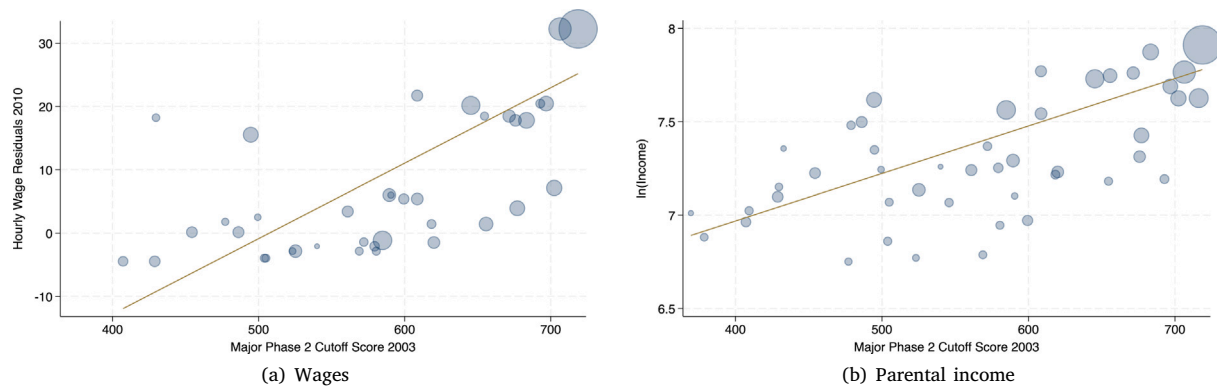 Hourly Wage Residuals 2010
30
20
10
0
-10
400 500 600 700
Major Phase 2 Cutoff Score 2003
(a) Wages
ln(Income)
8
7.5
7
6.5
400 500 600 700
Major Phase 2 Cutoff Score 2003
(b) Parental income